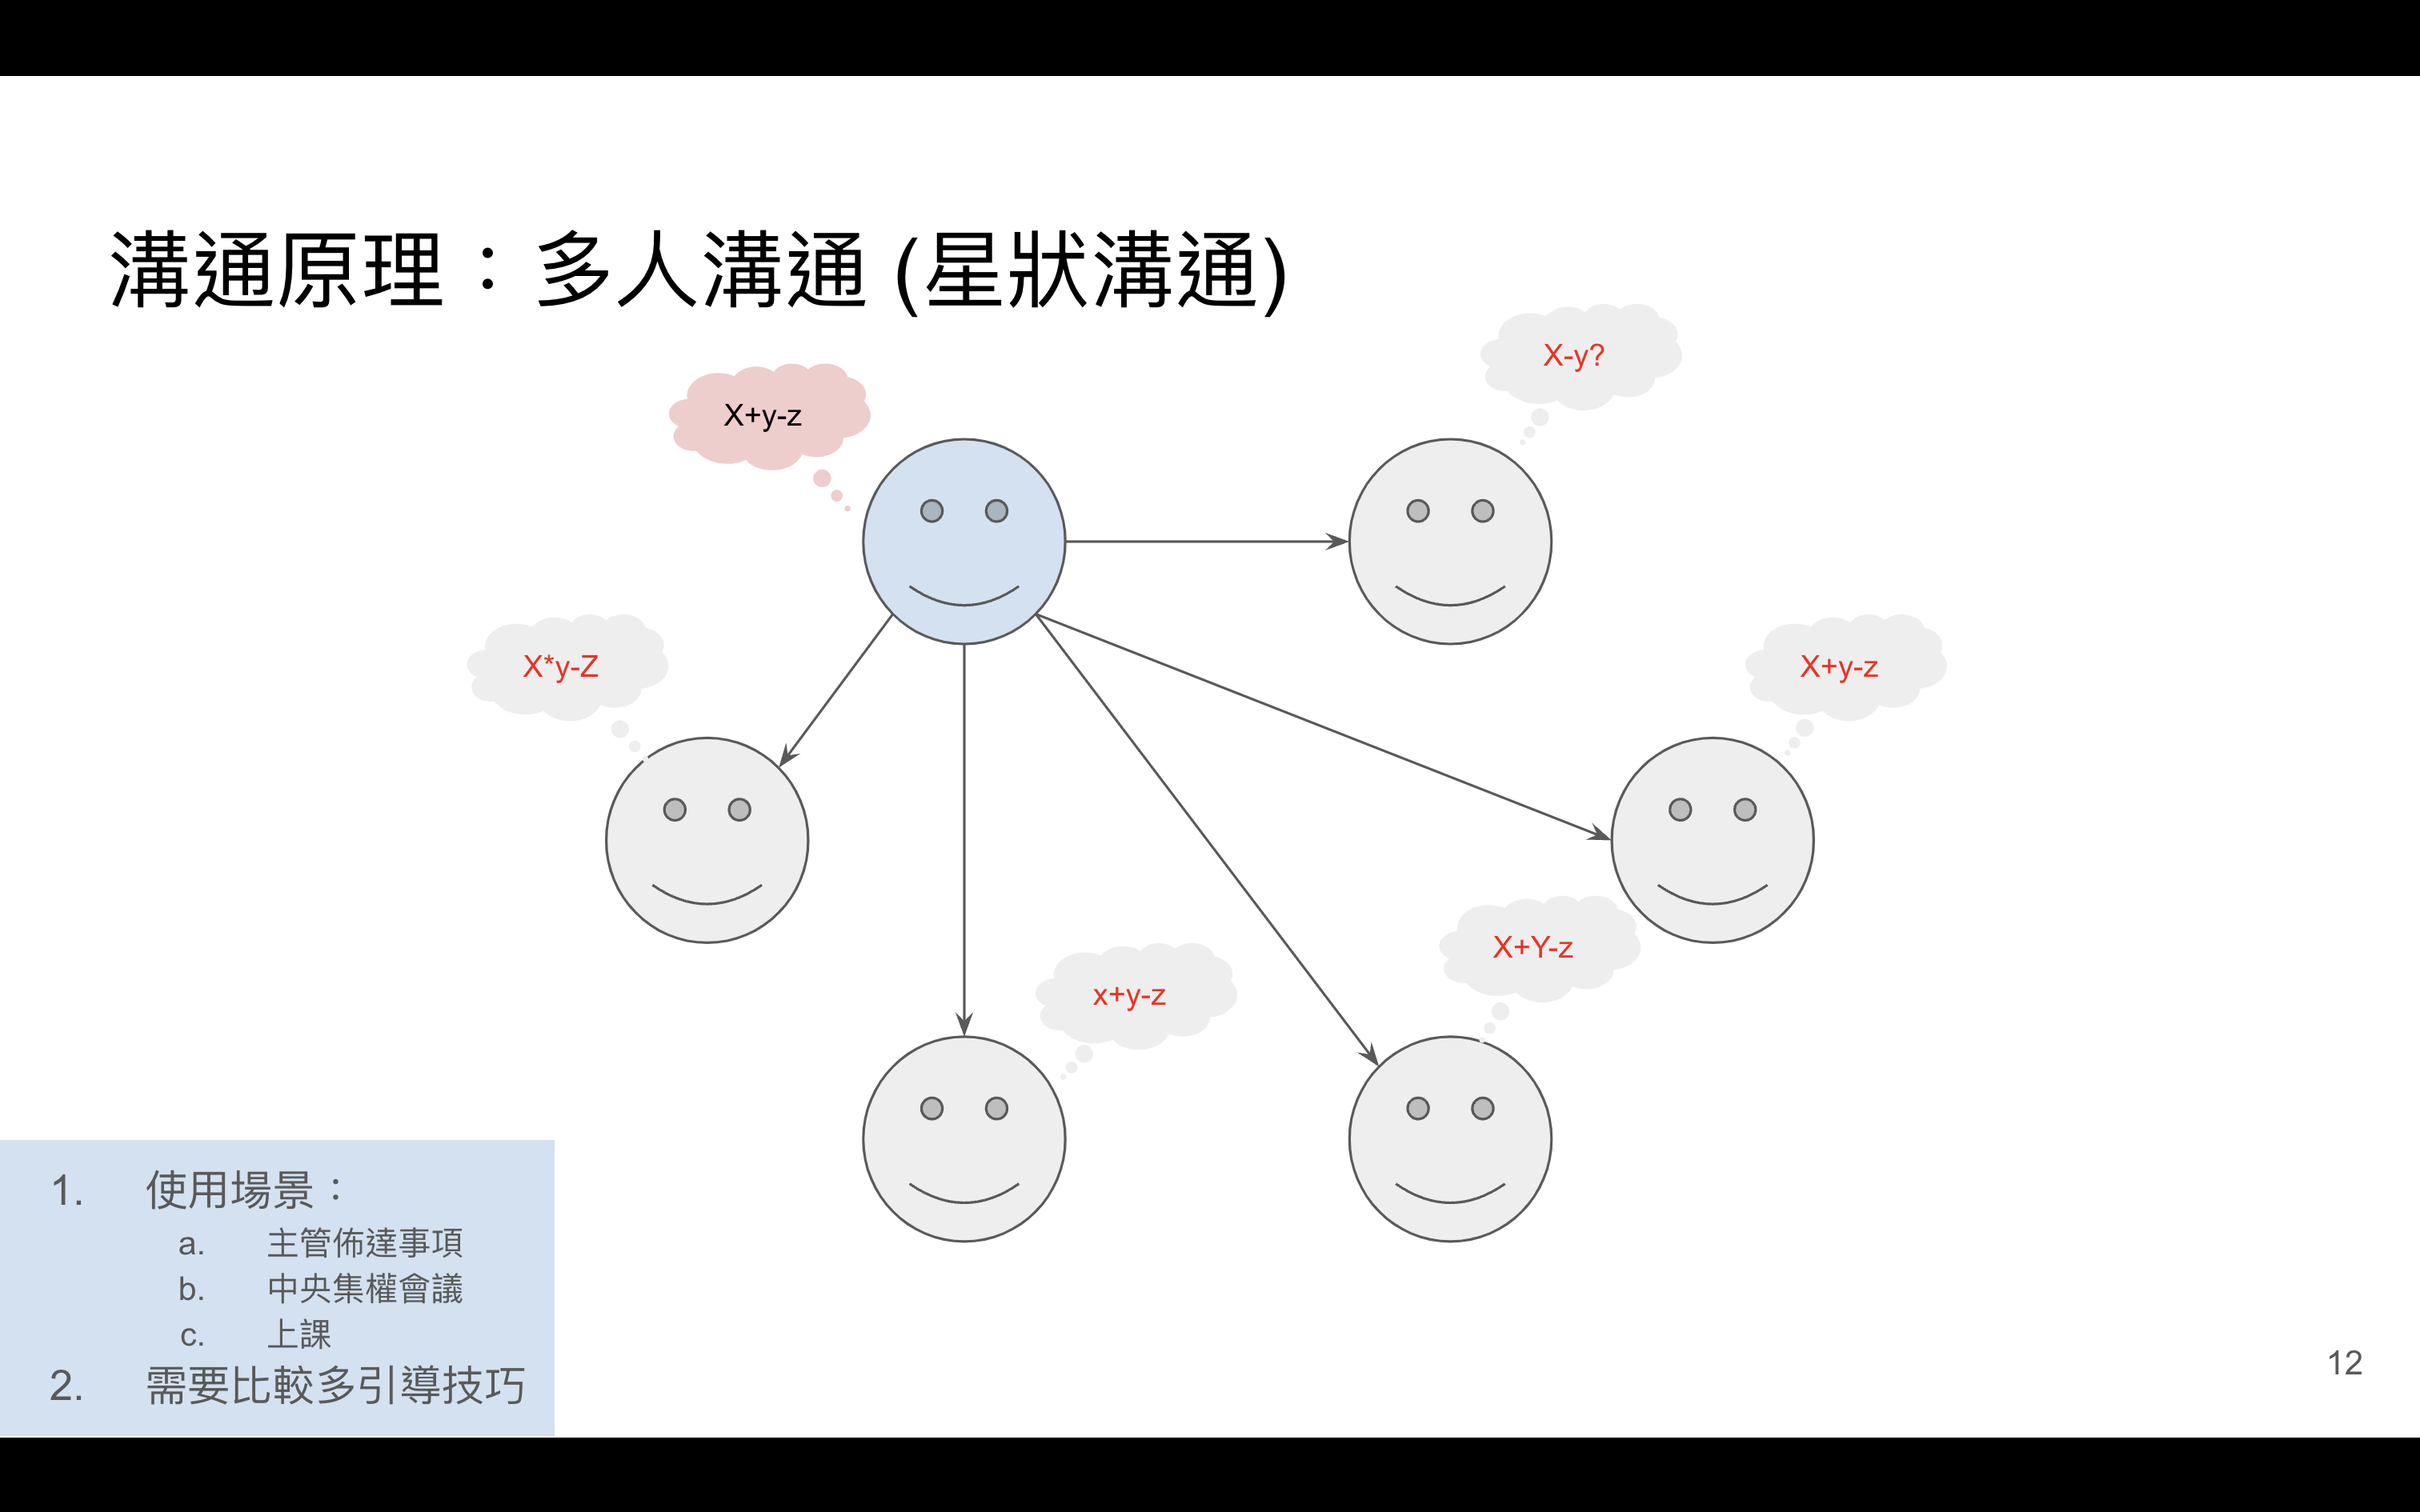 溝通原理：多人溝通 (星狀溝通)
X-y?
X+y-z
X*y-Z
X+y-z
X+Y-z
x+y-z
1. 使用場景：
a. 主管佈達事項
b. 中央集權會議
c. 上課
2. 需要比較多引導技巧
12